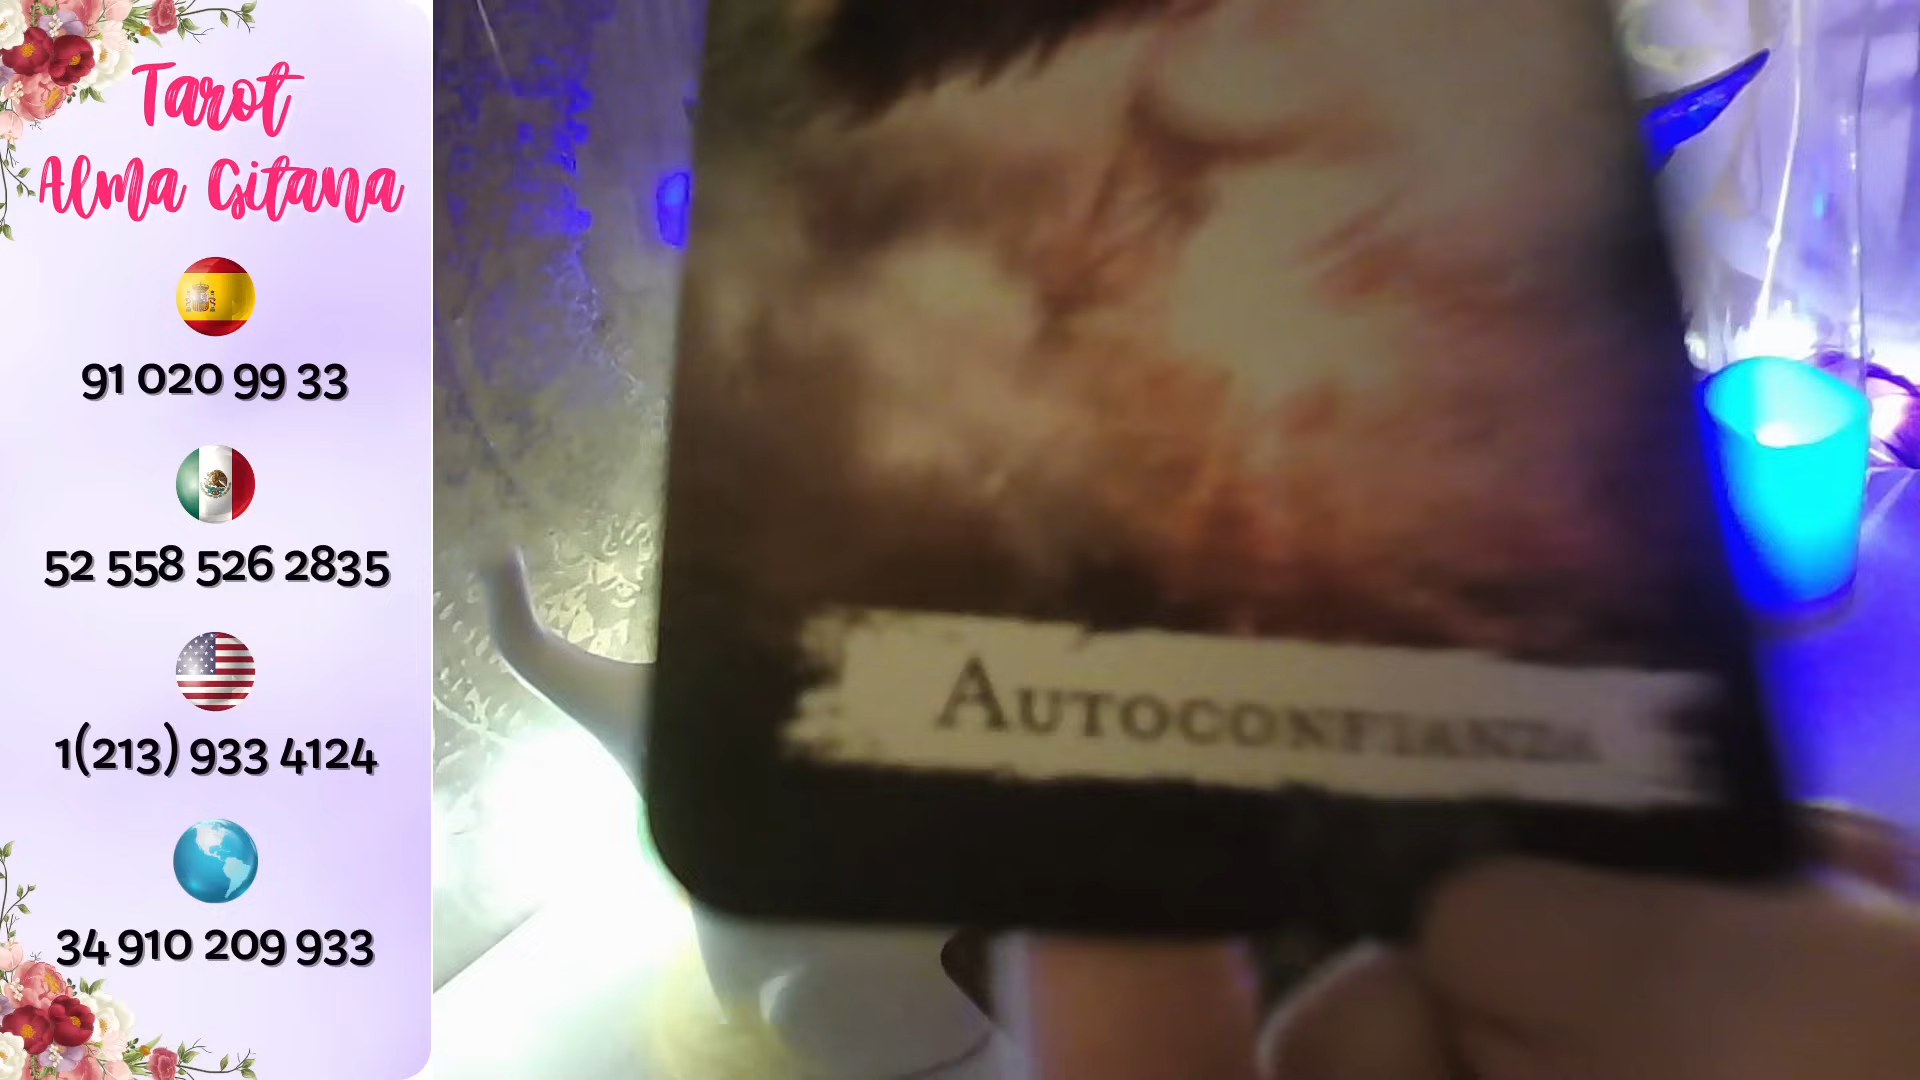 Tarot
Alma Gitana
91 020 99 33
52 558 526 2835
1(213) 933 4124
34 910 209 933
AUTOCONFIANZA